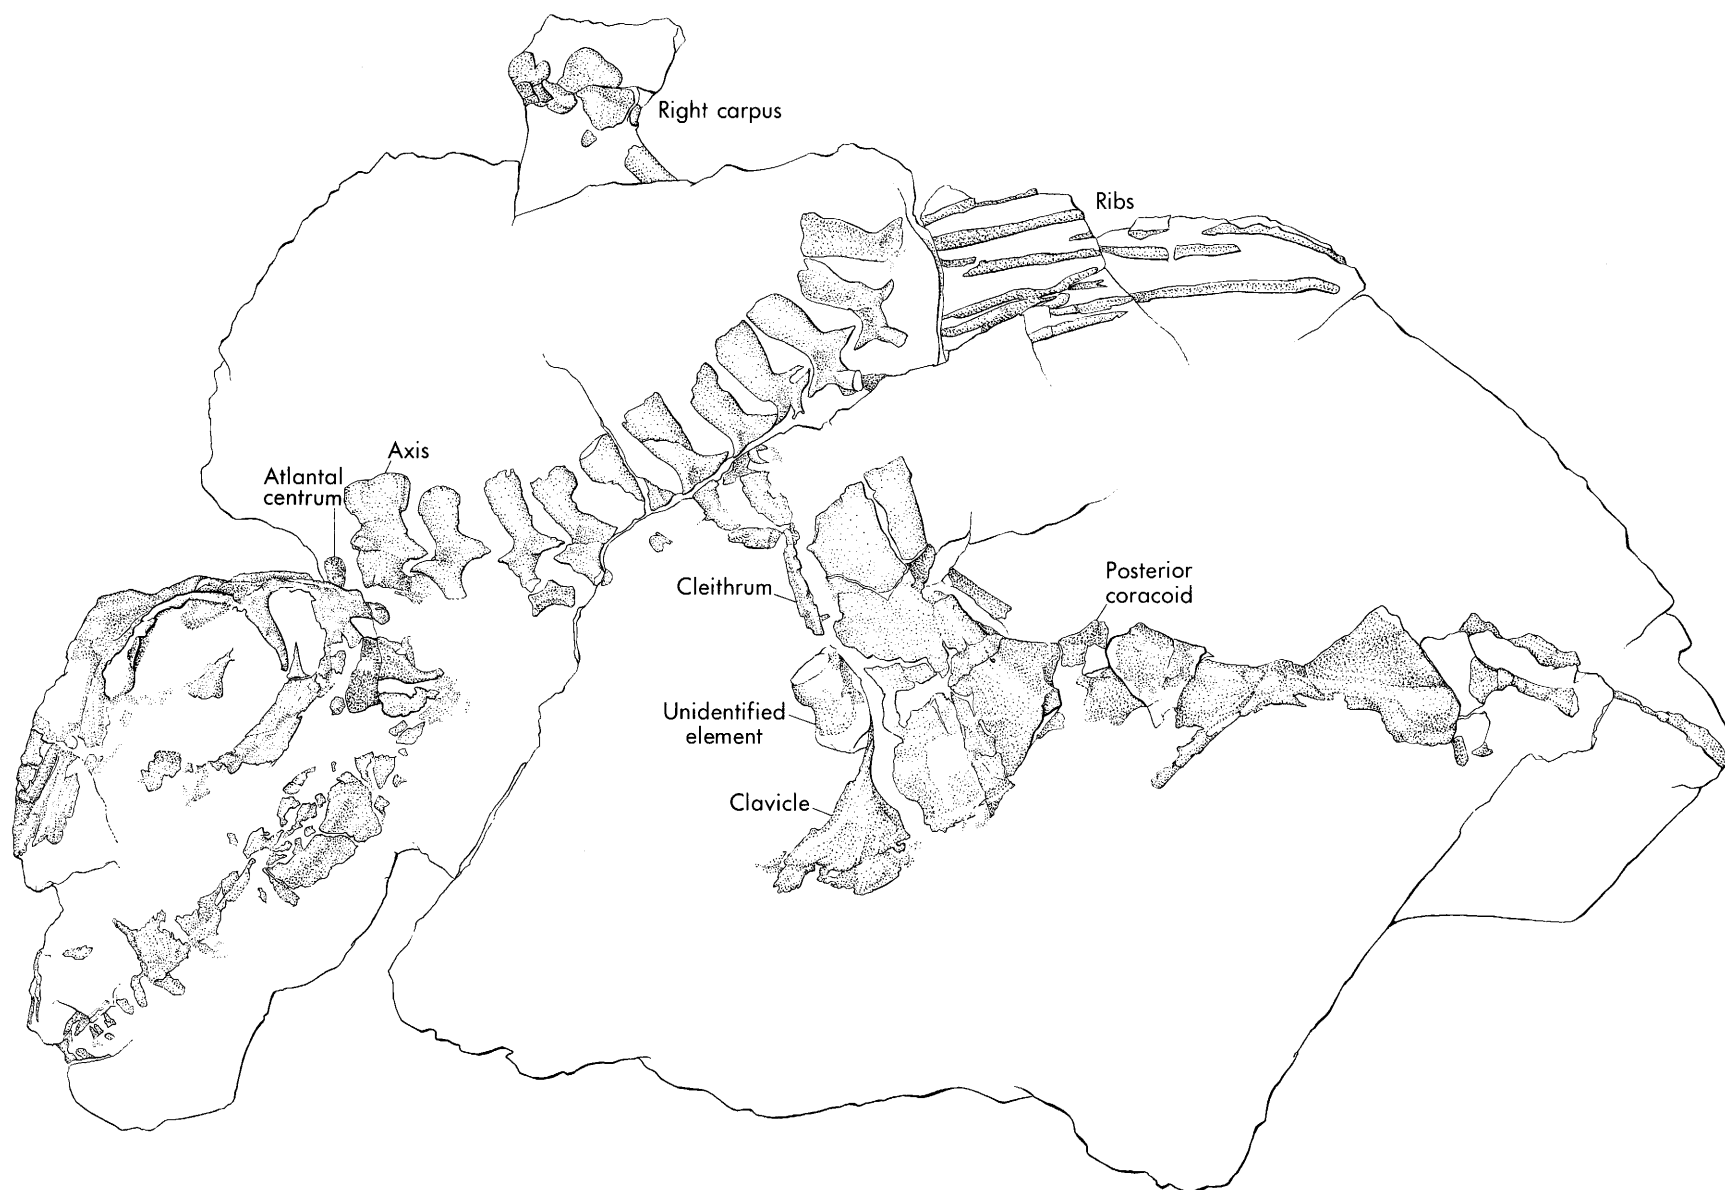 Right carpus
Ribs
Axis
Atlantal
centrum
Cleithrum
Posterior
coracoid
Unidentified
element
Clavicle